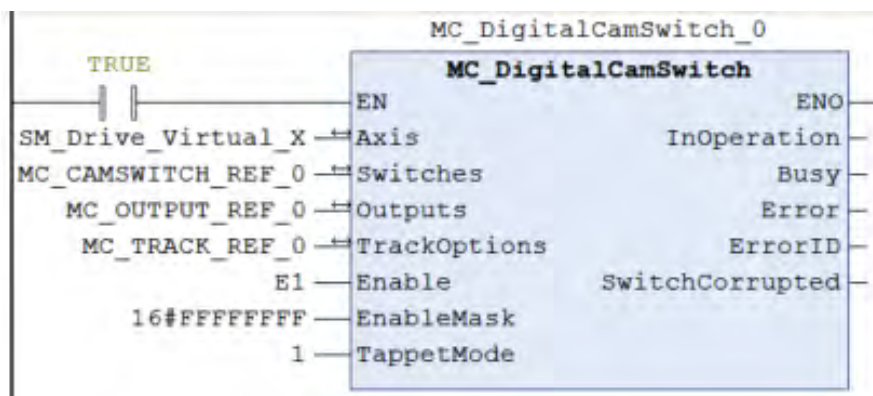 MC_DigitalCamSwitch_0
TRUE
MC_DigitalCamSwitch
EN ENO
SM_Drive_Virtual_X Axis InOperation
MC_CAMSWITCH_REF_0 Switches Busy
MC_OUTPUT_REF_0 Outputs Error
MC_TRACK_REF_0 TrackOptions ErrorID
E1 Enable SwitchCorrupted
16#FFFFFFFF EnableMask
1 TappetMode